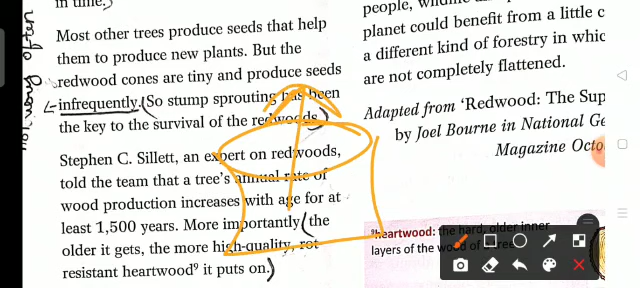 in time.
Most other trees produce seeds that help
them to produce new plants. But the
redwood cones are tiny and produce seeds
infrequently. (So stump sprouting has been
the key to the survival of the redwoods.)
Stephen C. Sillett, an expert on redwoods,
told the team that a tree's annual rate of
wood production increases with age for at
least 1,500 years. More importantly (the
older it gets, the more high-quality, rot
resistant heartwood⁹ it puts on.)
not very often
people,
planet could benefit from a little c
a different kind of forestry in whic
are not completely flattened.
Adapted from 'Redwood: The Sup
by Joel Bourne in National Ge
Magazine Octo
⁹heartwood: the hard, older inner
layers of the wood of a tree